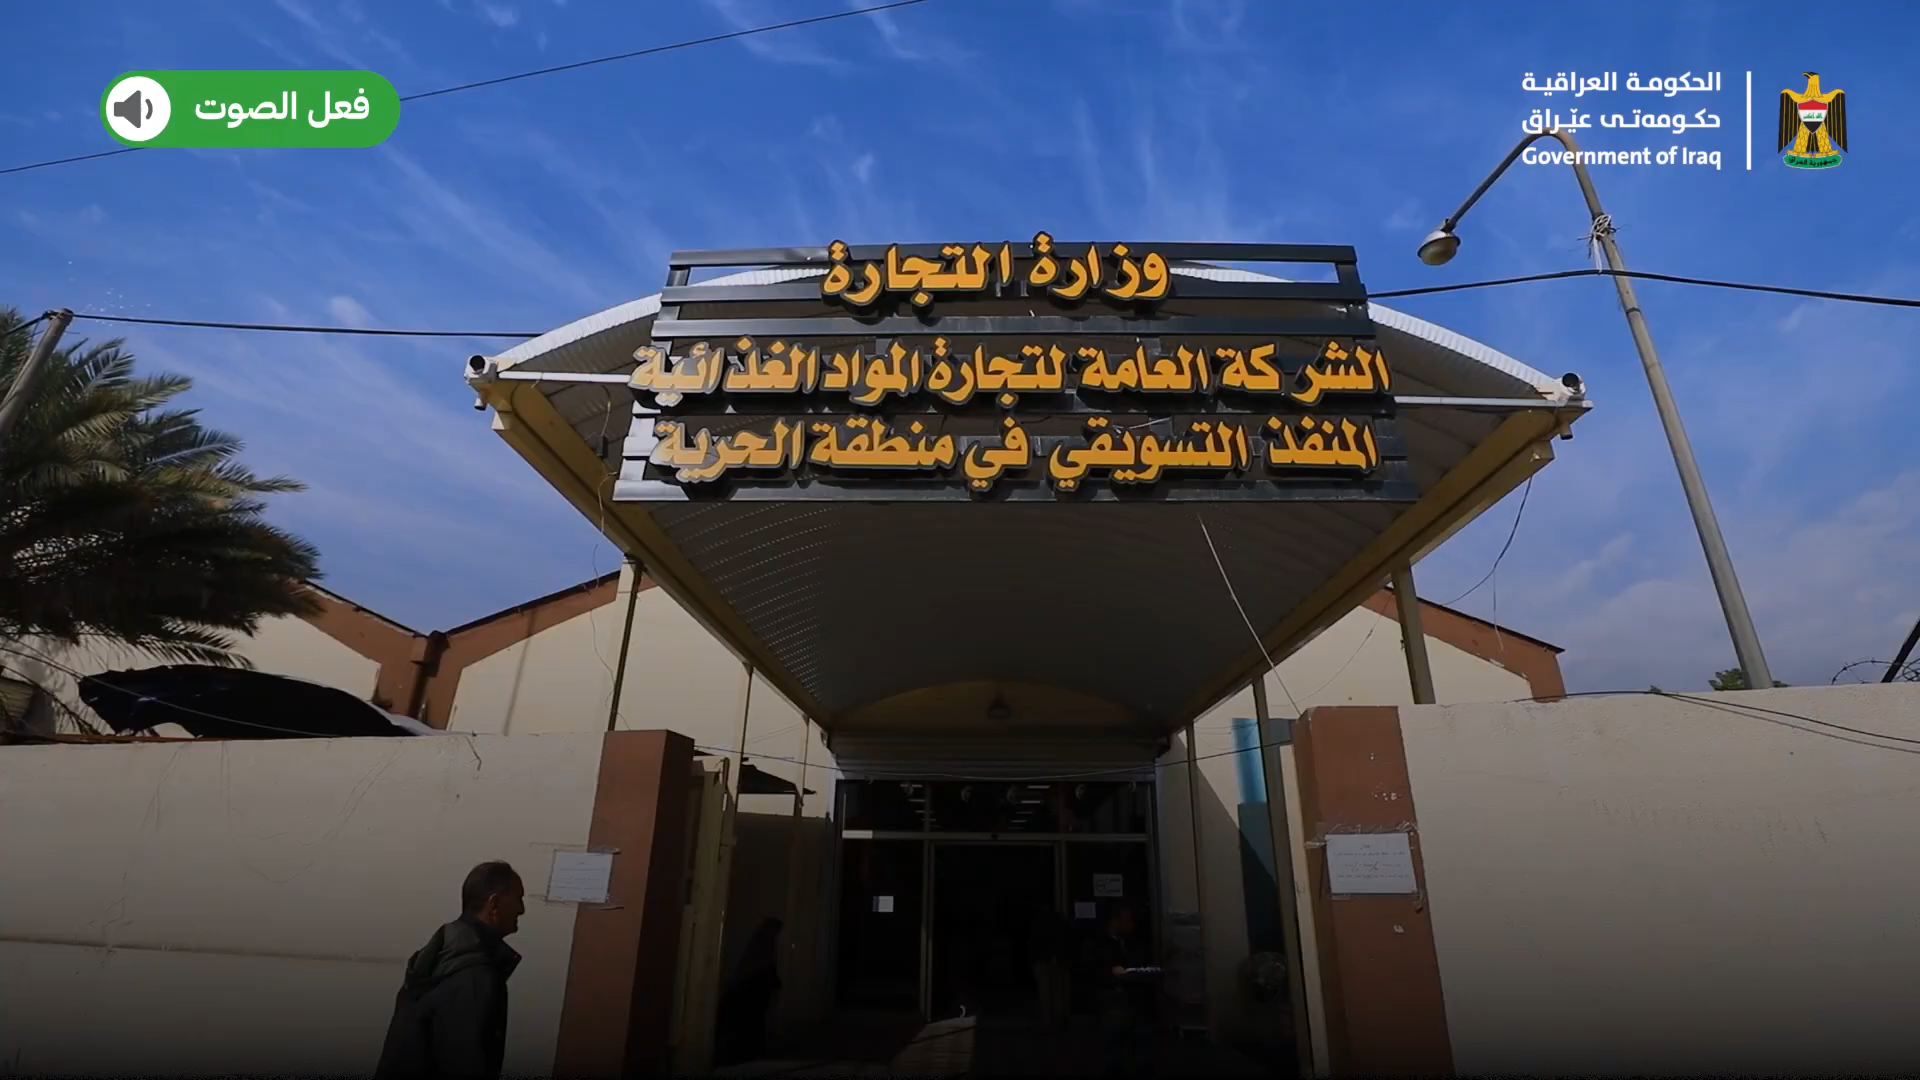 فعل الصوت
الحكومة العراقية
حكومەتی عێراق
Government of Iraq
وزارة التجارة
الشركة العامة لتجارة المواد الغذائية
المنفذ التسويقي في منطقة الحرية